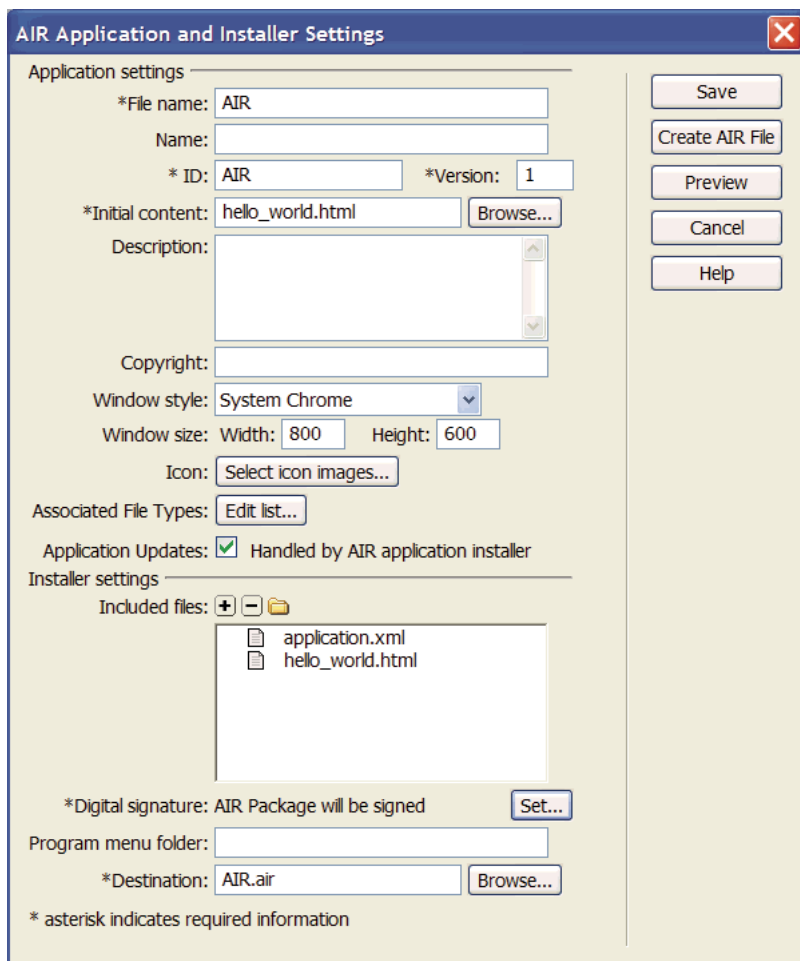 AIR Application and Installer Settings
Application settings
*File name: AIR
Name:
* ID: AIR *Version: 1
*Initial content: hello_world.html Browse...
Description:
Copyright:
Window style: System Chrome
Window size: Width: 800 Height: 600
Icon: Select icon images...
Associated File Types: Edit list...
Application Updates: Handled by AIR application installer
Installer settings
Included files:
application.xml
hello_world.html
*Digital signature: AIR Package will be signed Set...
Program menu folder:
*Destination: AIR.air Browse...
* asterisk indicates required information
Save
Create AIR File
Preview
Cancel
Help